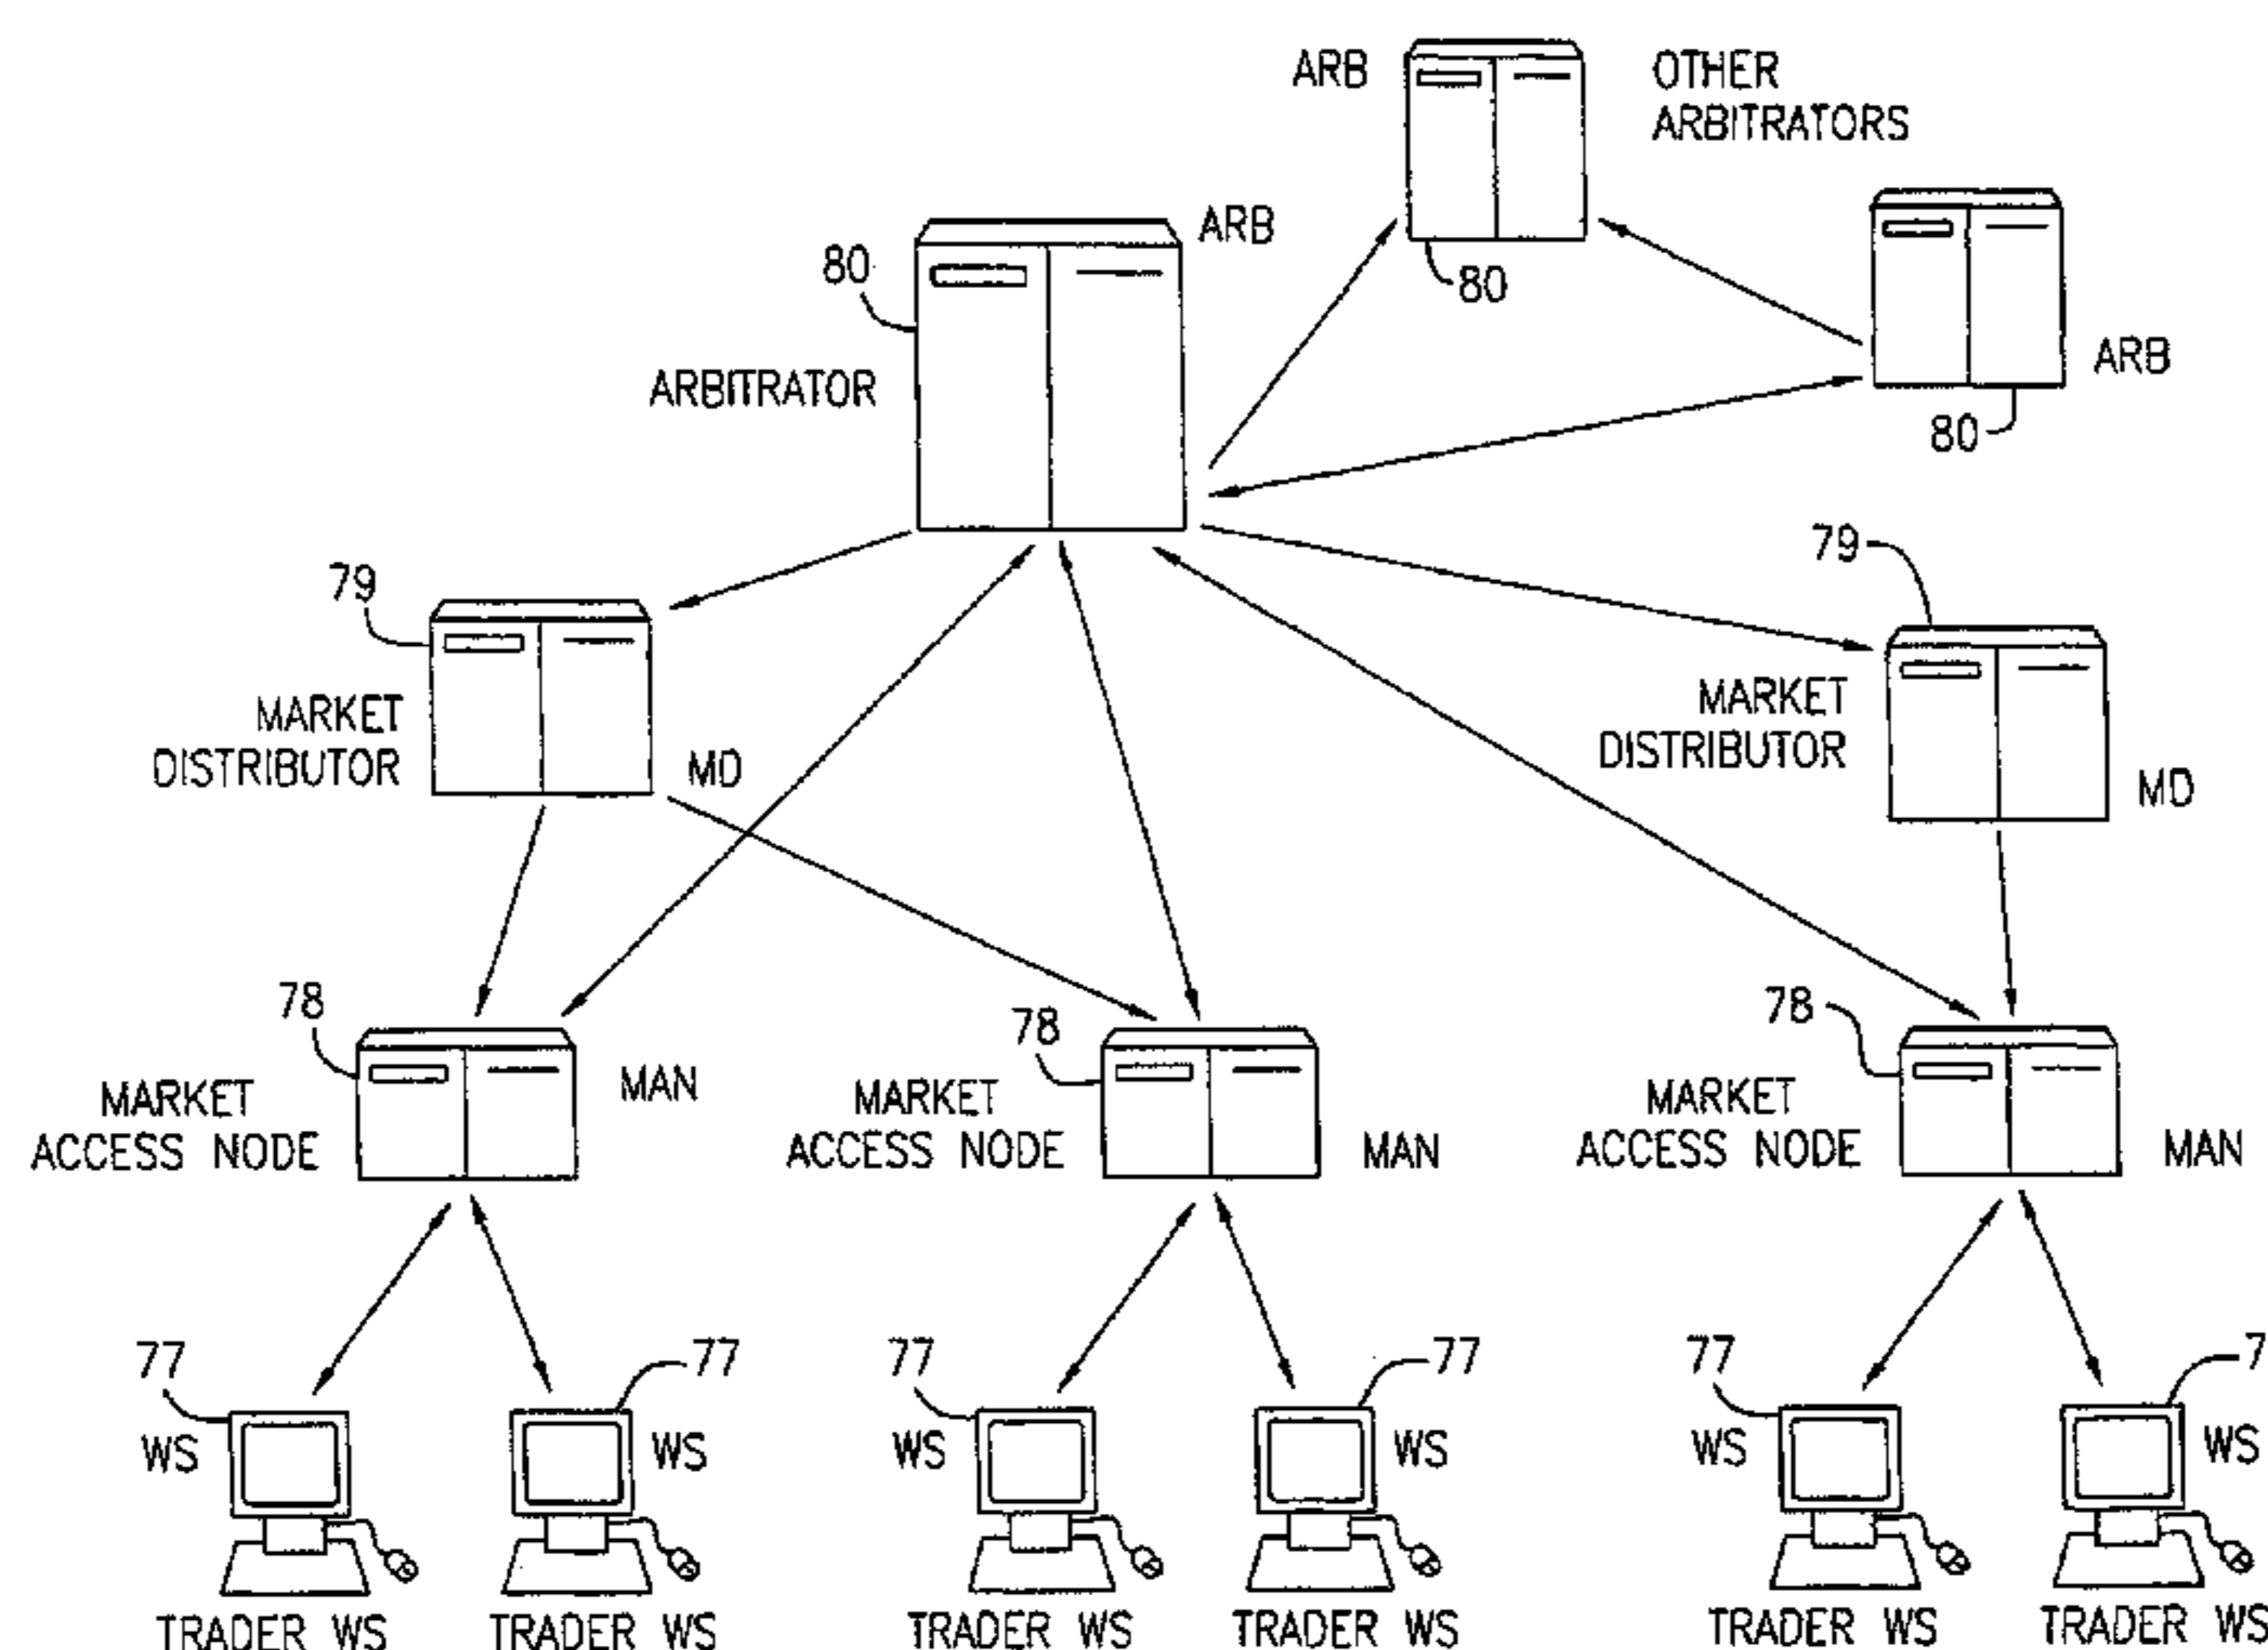 ARB
OTHER
ARBITRATORS
80
ARB
80
ARBITRATOR
80
ARB
79
MARKET
DISTRIBUTOR
MD
79
MARKET
DISTRIBUTOR
MD
78
MARKET
ACCESS NODE
MAN
78
MARKET
ACCESS NODE
MAN
78
MARKET
ACCESS NODE
MAN
77
WS
77
WS
77
WS
77
WS
77
WS
7
WS
TRADER WS
TRADER WS
TRADER WS
TRADER WS
TRADER WS
TRADER WS